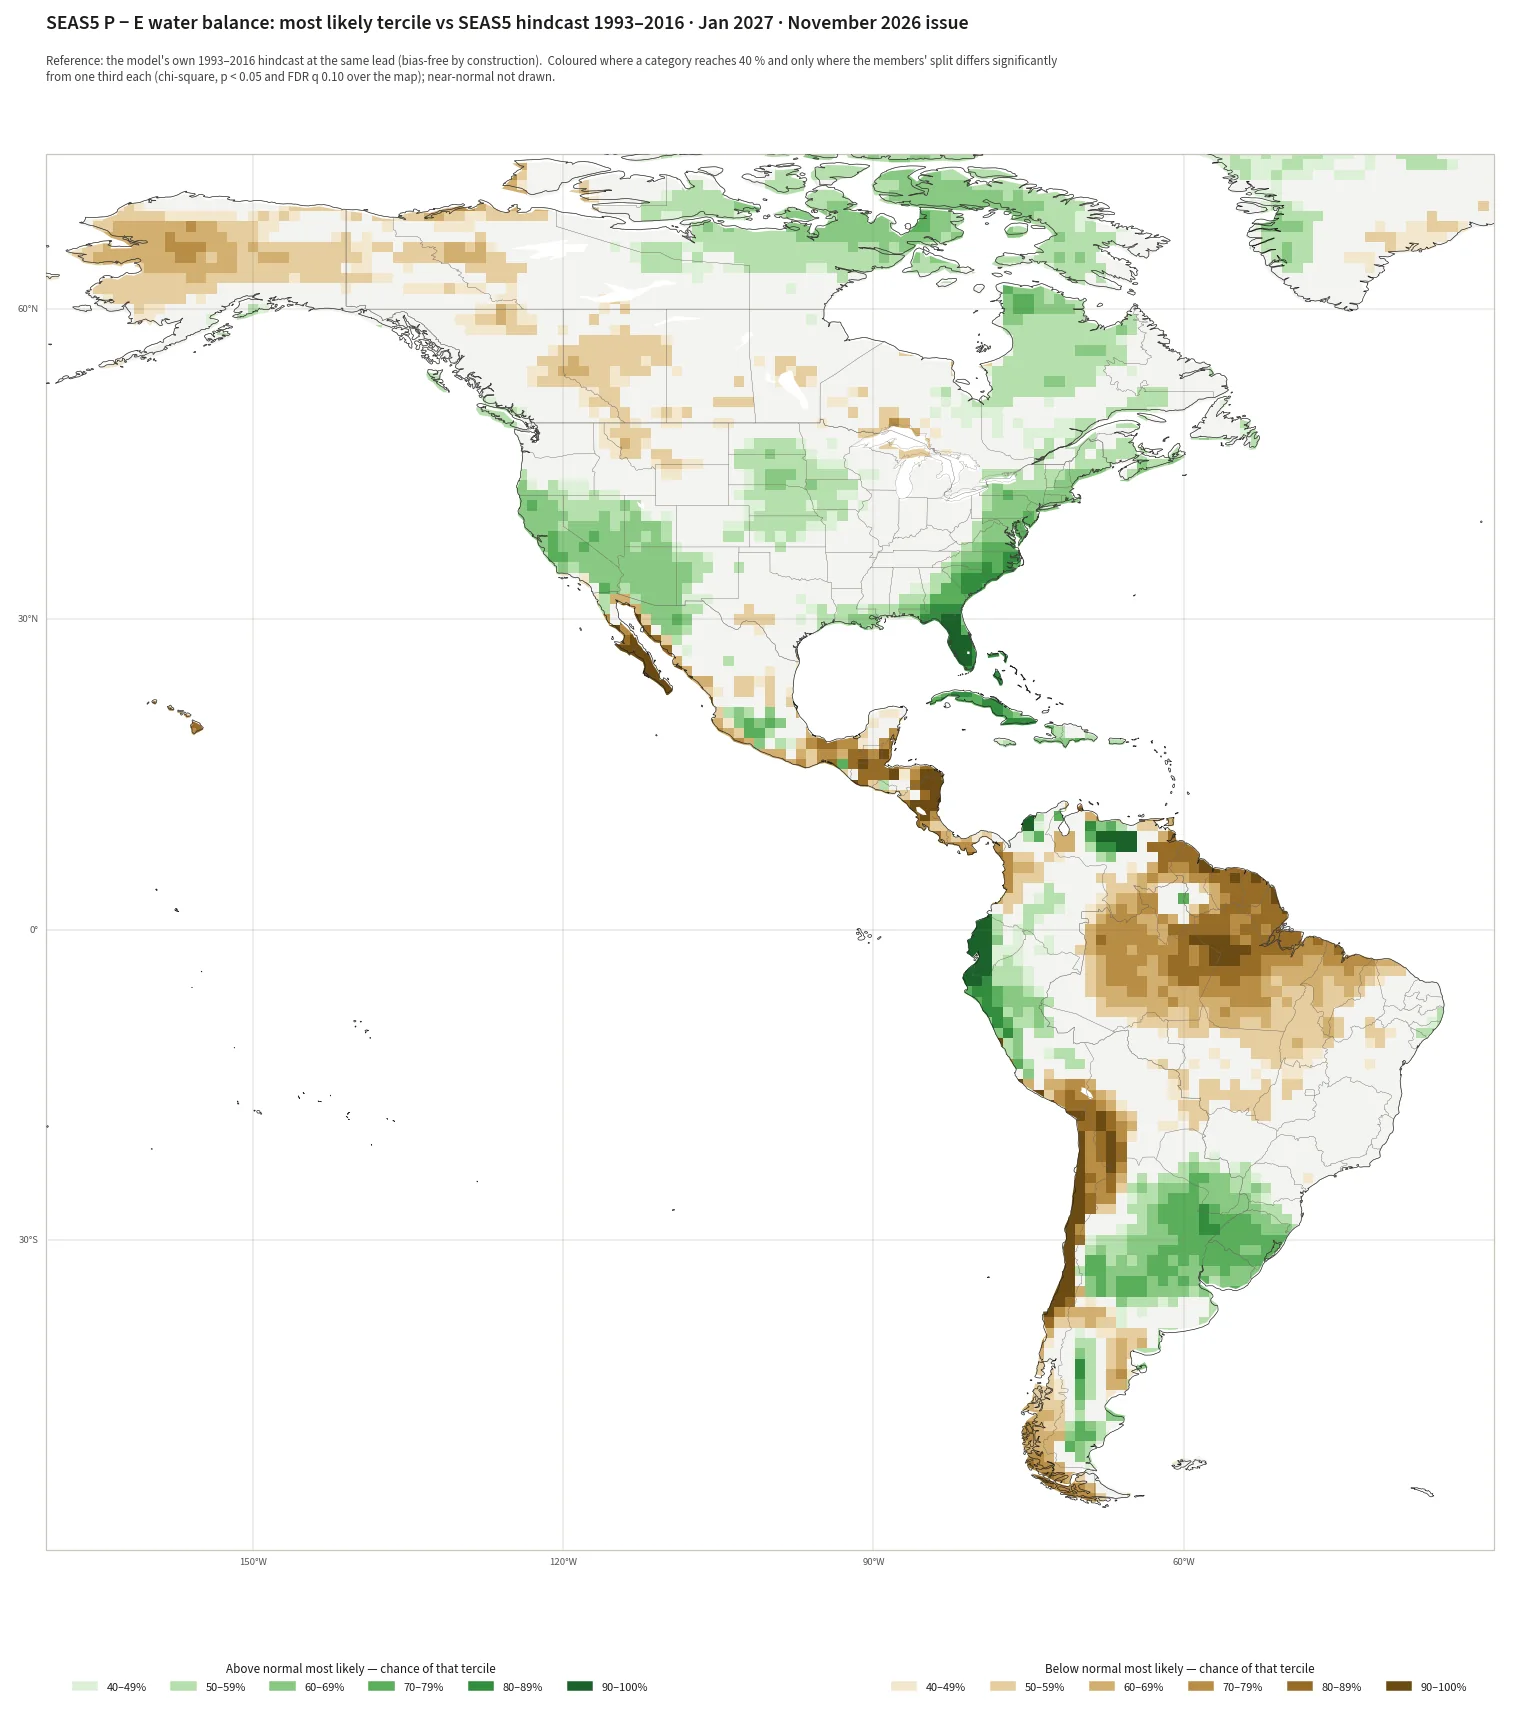 SEAS5 P − E water balance: most likely tercile vs SEAS5 hindcast 1993–2016 · Jan 2027 · November 2026 issue
Reference: the model's own 1993–2016 hindcast at the same lead (bias-free by construction). Coloured where a category reaches 40 % and only where the members' split differs significantly
from one third each (chi-square, p < 0.05 and FDR q 0.10 over the map); near-normal not drawn.
60°N
30°N
0°
30°S
150°W
120°W
90°W
60°W
Above normal most likely — chance of that tercile
40–49%
50–59%
60–69%
70–79%
80–89%
90–100%
Below normal most likely — chance of that tercile
40–49%
50–59%
60–69%
70–79%
80–89%
90–100%